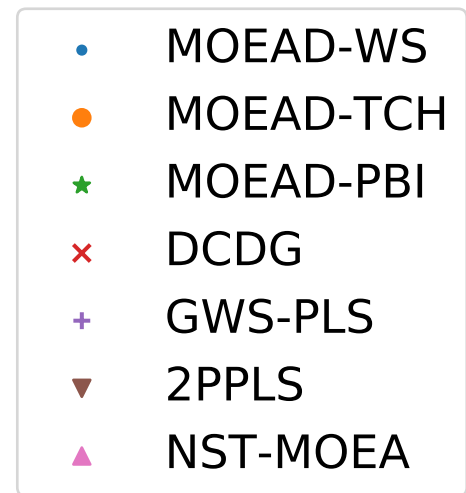 MOEAD-WS
MOEAD-TCH
MOEAD-PBI
DCDG
GWS-PLS
2PPLS
NST-MOEA